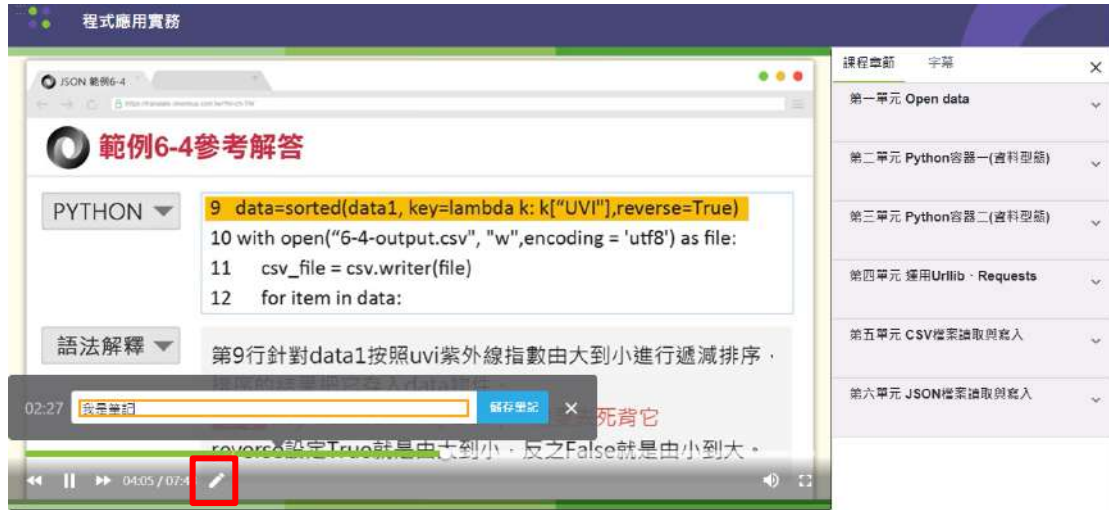 程式應用實務
JSON 範例6-4
範例6-4參考解答
PYTHON
9 data=sorted(data1, key=lambda k: k["UVI"],reverse=True)
10 with open("6-4-output.csv", "w",encoding = 'utf8') as file:
11 csv_file = csv.writer(file)
12 for item in data:
語法解釋
第9行針對data1按照uvi紫外線指數由大到小進行遞減排序，
死背它
reverse設定True就是由大到小，反之False就是由小到大。
02:27 我是筆記 儲存筆記 ×
04:05 / 07:4
課程章節 字幕 ×
第一單元 Open data
第二單元 Python容器一(資料型態)
第三單元 Python容器二(資料型態)
第四單元 運用Urllib、Requests
第五單元 CSV檔案讀取與寫入
第六單元 JSON檔案讀取與寫入